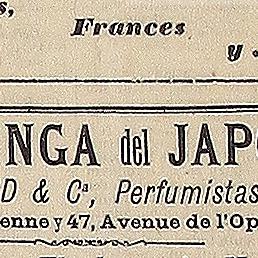 s,
Frances
y
NGA del JAP
D & Cª, Perfumistas
enne y 47, Avenue de l'Op